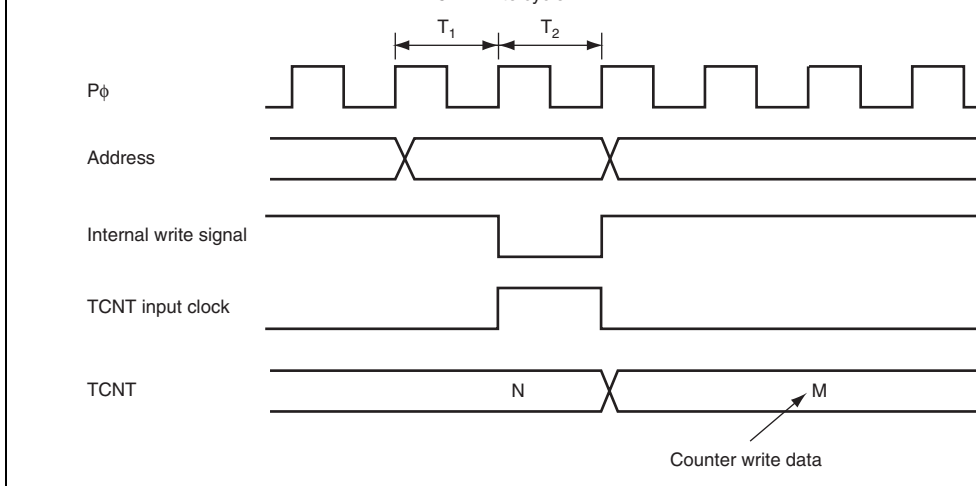 T1 T2
Pφ
Address
Internal write signal
TCNT input clock
TCNT N M
Counter write data